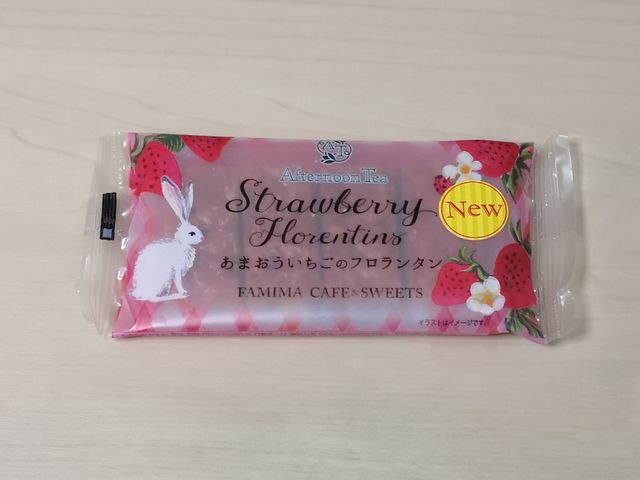 AT
Afternoon Tea
Strawberry
Florentins
New
あまおういちごのフロランタン
FAMIMA CAFE&SWEETS
イラストはイメージです。